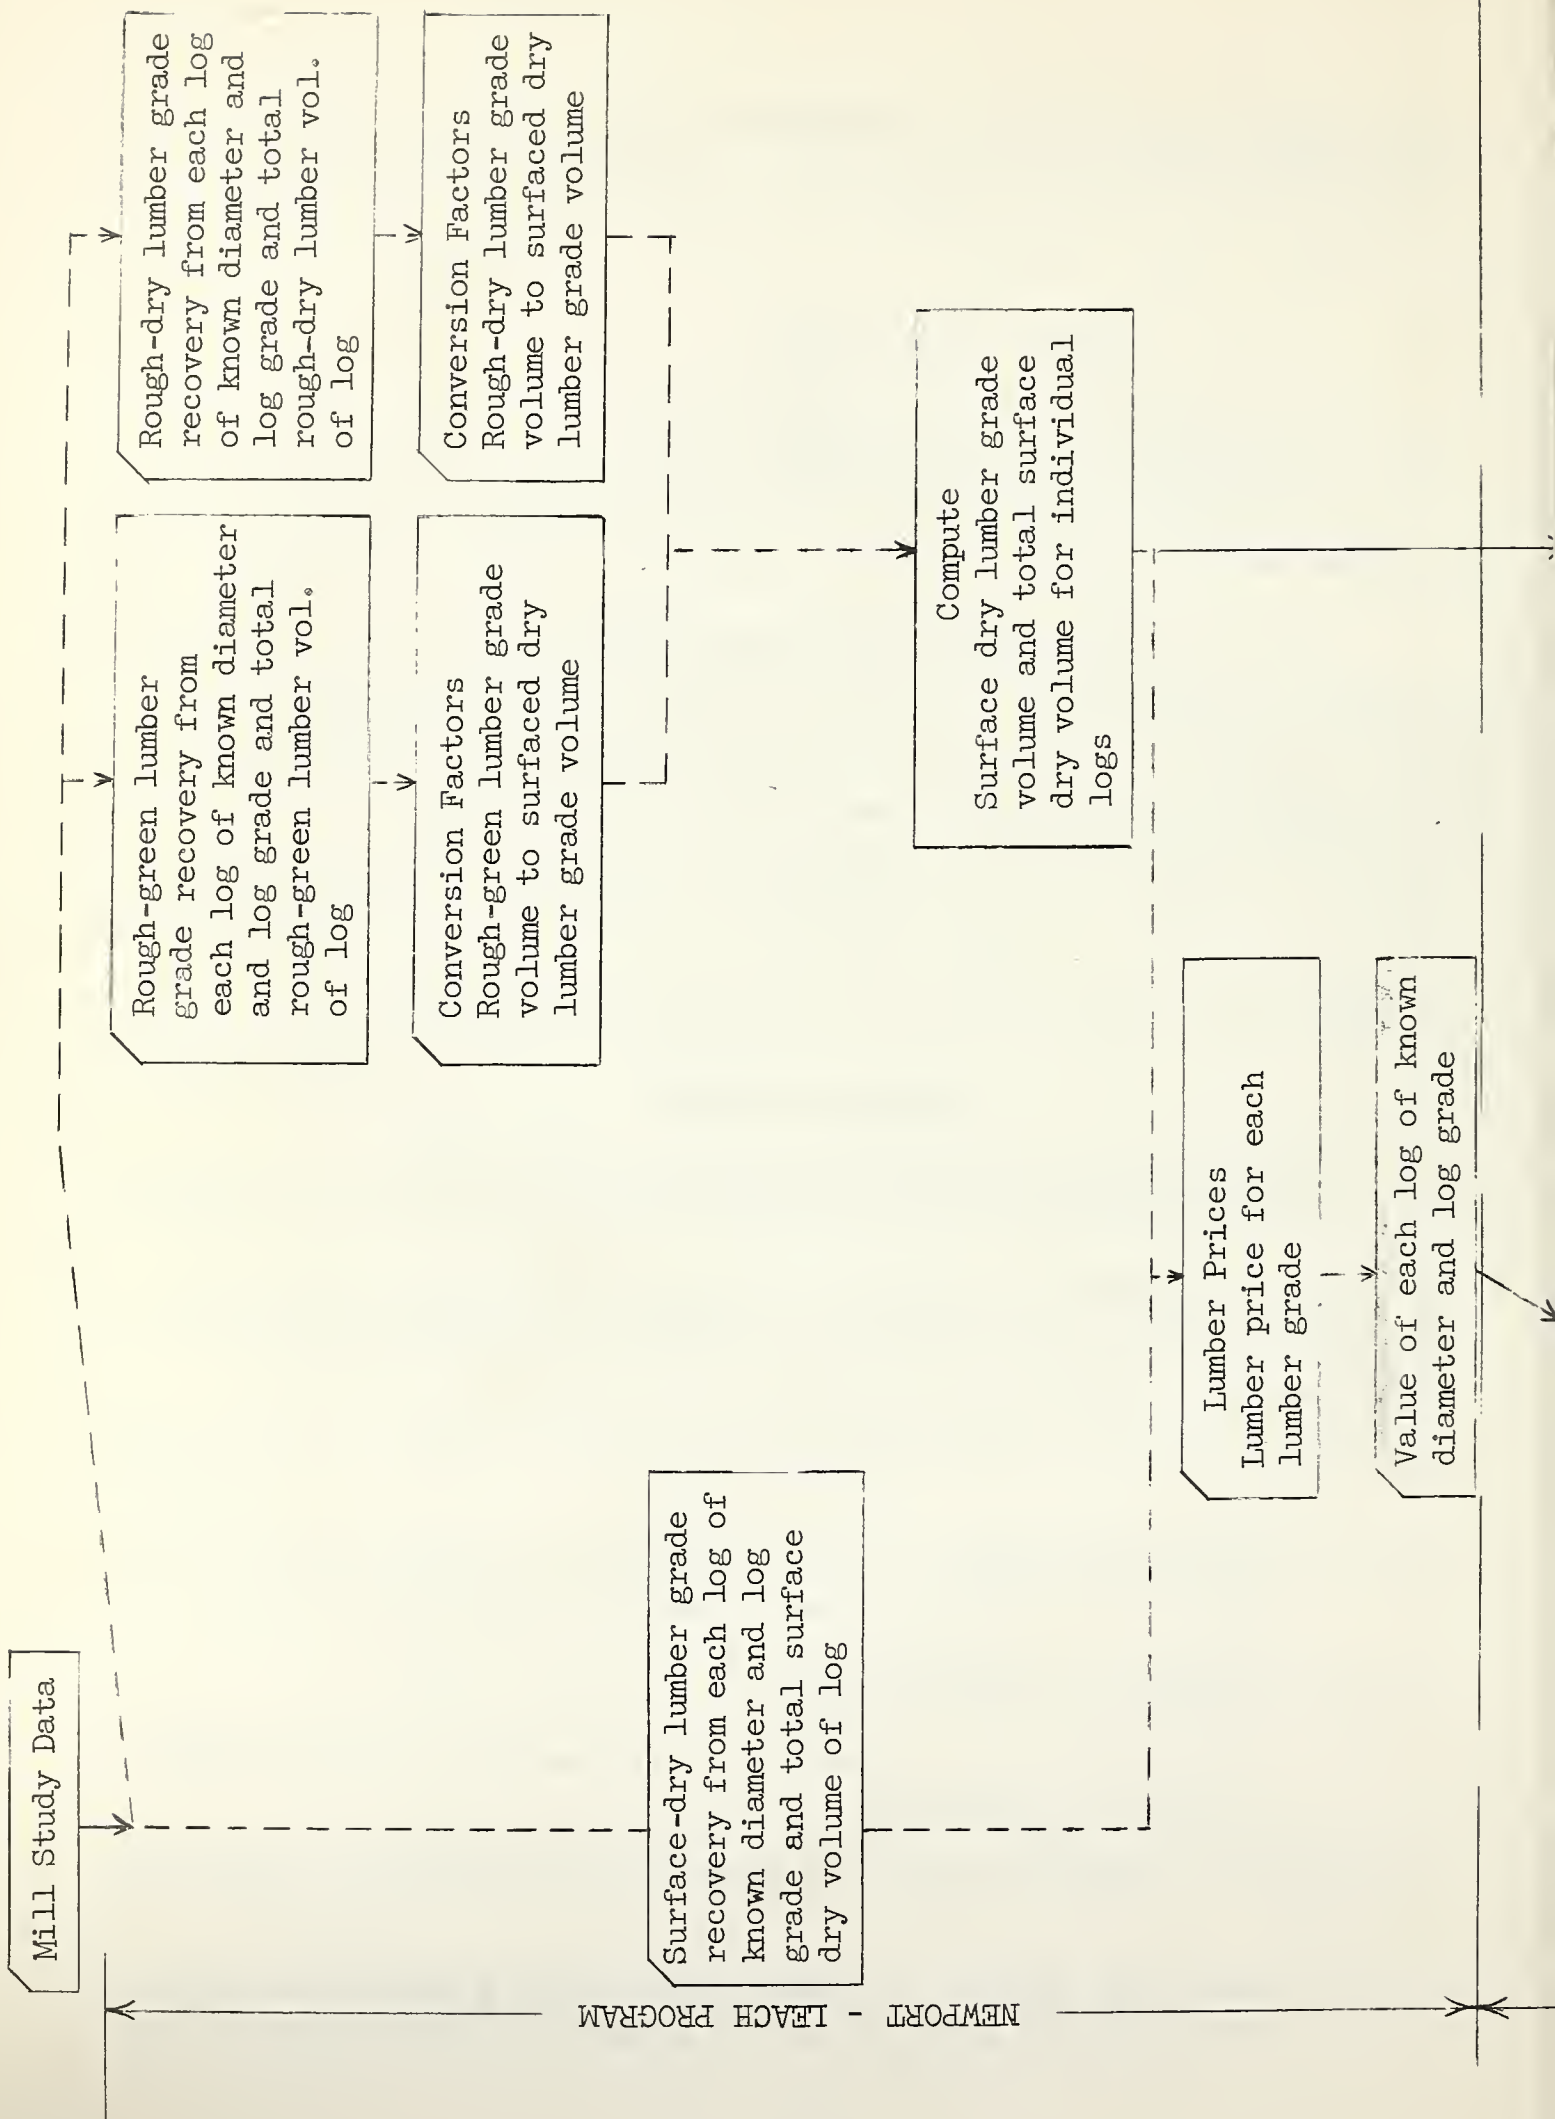 Mill Study Data
Rough-green lumber
grade recovery from
each log of known diameter
and log grade and total
rough-green lumber vol.
of log
Rough-dry lumber grade
recovery from each log
of known diameter and
log grade and total
rough-dry lumber vol.
of log
Conversion Factors
Rough-green lumber grade
volume to surfaced dry
lumber grade volume
Conversion Factors
Rough-dry lumber grade
volume to surfaced dry
lumber grade volume
Surface-dry lumber grade
recovery from each log of
known diameter and log
grade and total surface
dry volume of log
Compute
Surface dry lumber grade
volume and total surface
dry volume for individual
logs
Lumber Prices
Lumber price for each
lumber grade
Value of each log of known
diameter and log grade
NEWPORT - LEACH PROGRAM